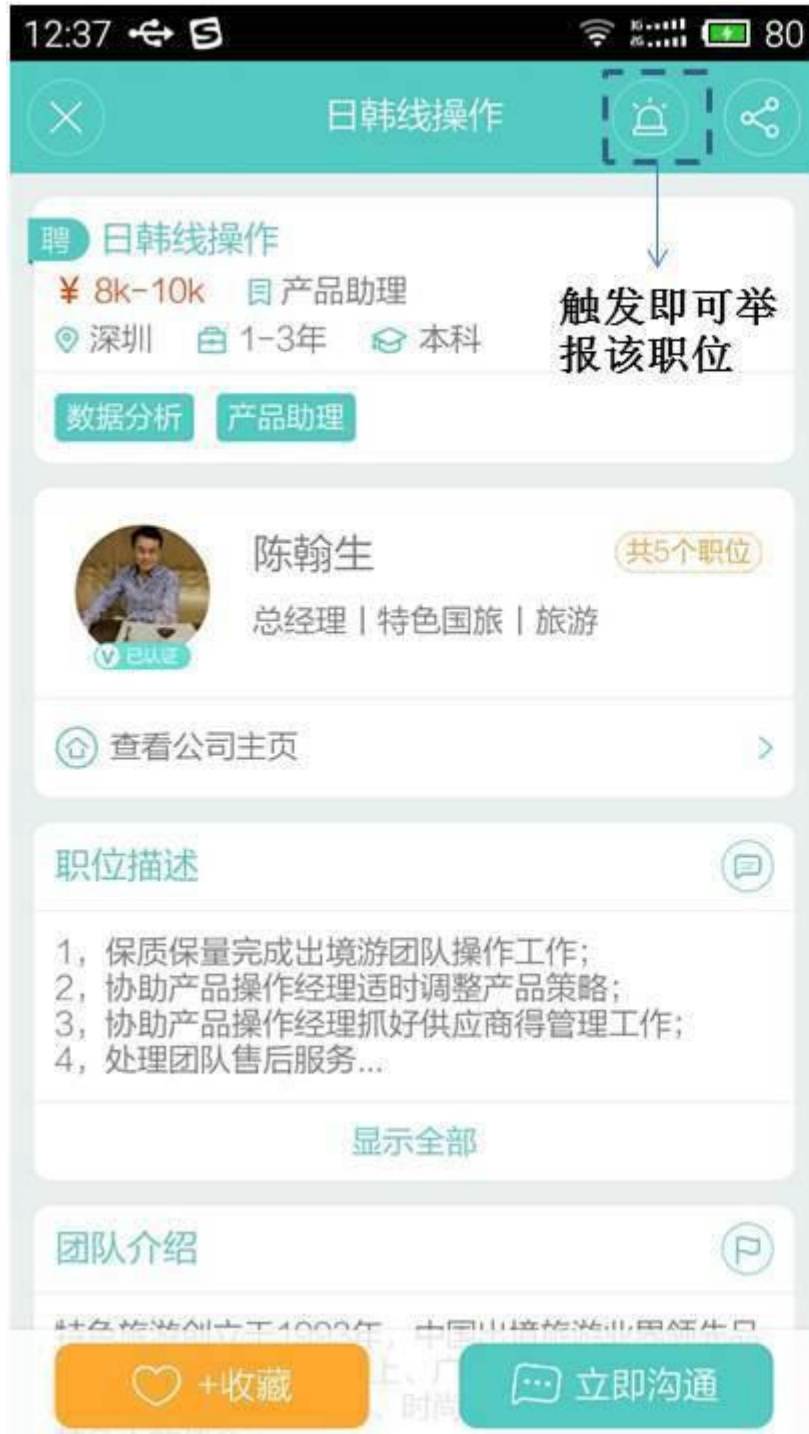 12:37
80
日韩线操作
聘 日韩线操作
¥ 8k-10k 产品助理
深圳 1-3年 本科
触发即可举
报该职位
数据分析 产品助理
陈翰生 共5个职位
总经理丨特色国旅丨旅游
V 已认证
查看公司主页
职位描述
1，保质保量完成出境游团队操作工作；
2，协助产品操作经理适时调整产品策略；
3，协助产品操作经理抓好供应商得管理工作；
4，处理团队售后服务...
显示全部
团队介绍
+收藏 立即沟通